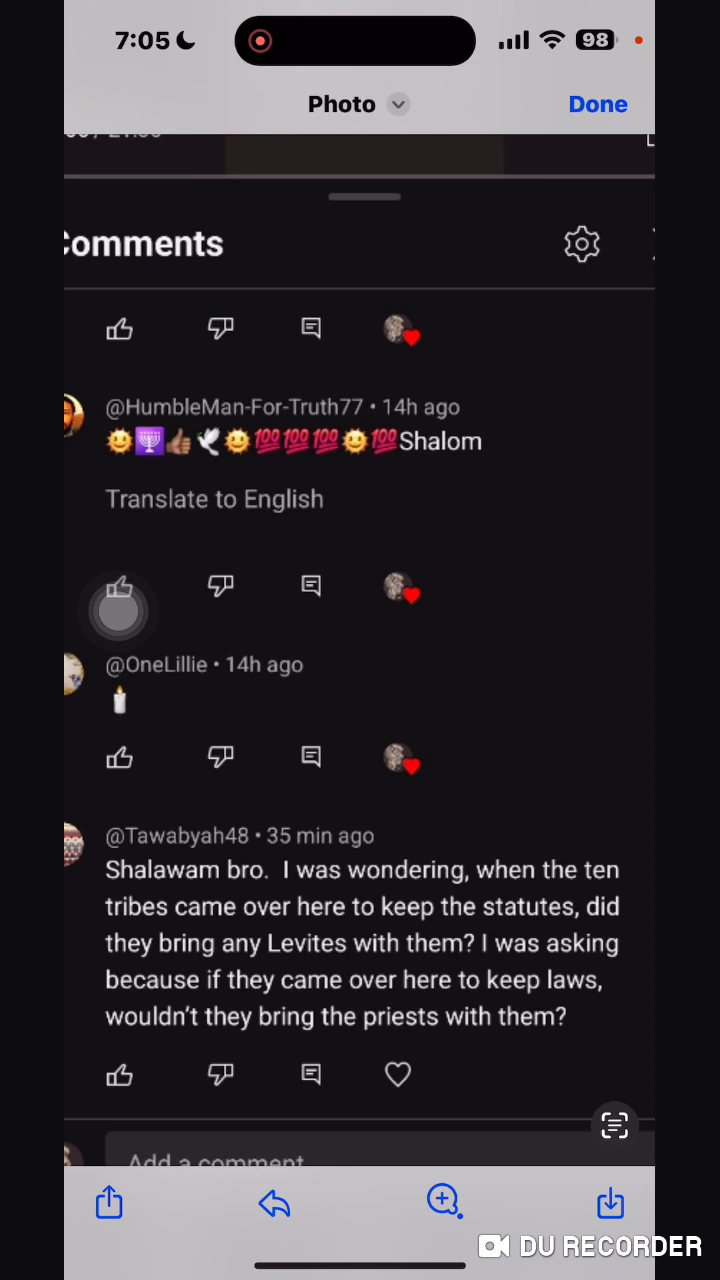 7:05
98
Photo
Done
Comments
@HumbleMan-For-Truth77 • 14h ago
🌞🕎👍🏾🕊🌞💯💯💯🌞💯Shalom
Translate to English
@OneLillie • 14h ago
🕯
@Tawabyah48 • 35 min ago
Shalawam bro.  I was wondering, when the ten
tribes came over here to keep the statutes, did
they bring any Levites with them? I was asking
because if they came over here to keep laws,
wouldn't they bring the priests with them?
Add a comment
DU RECORDER